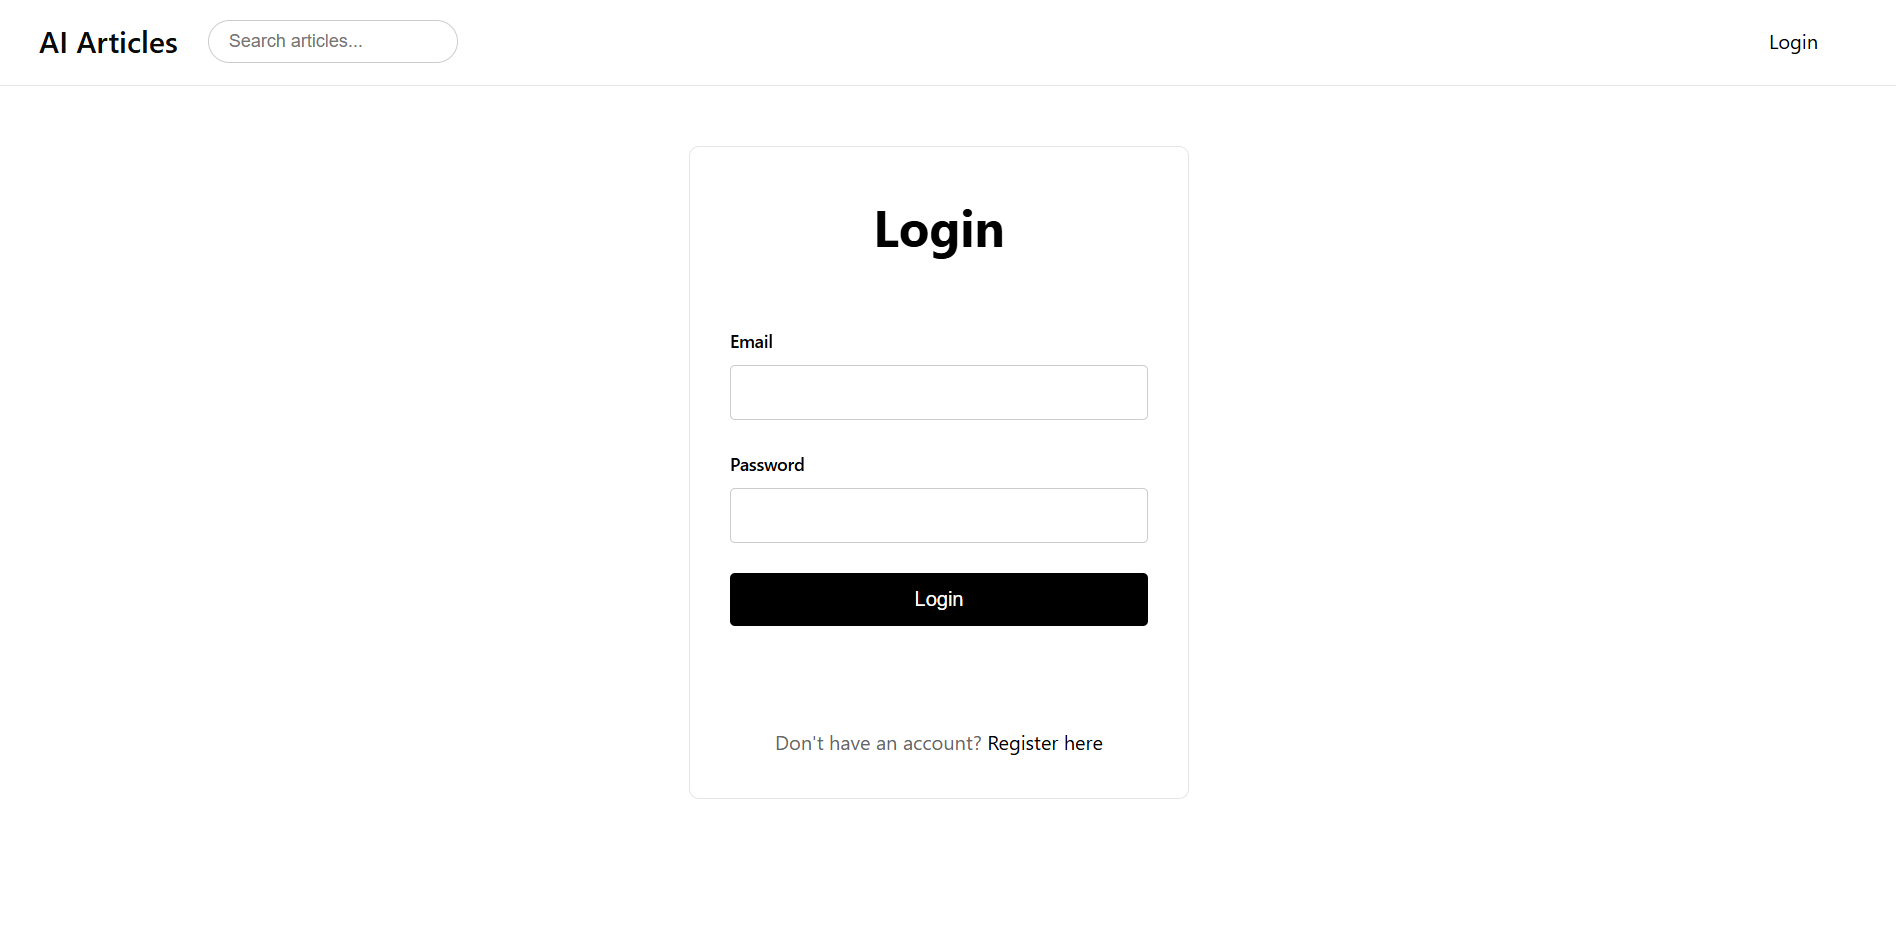 AI Articles
Search articles...
Login
Login
Email
Password
Login
Don't have an account? Register here